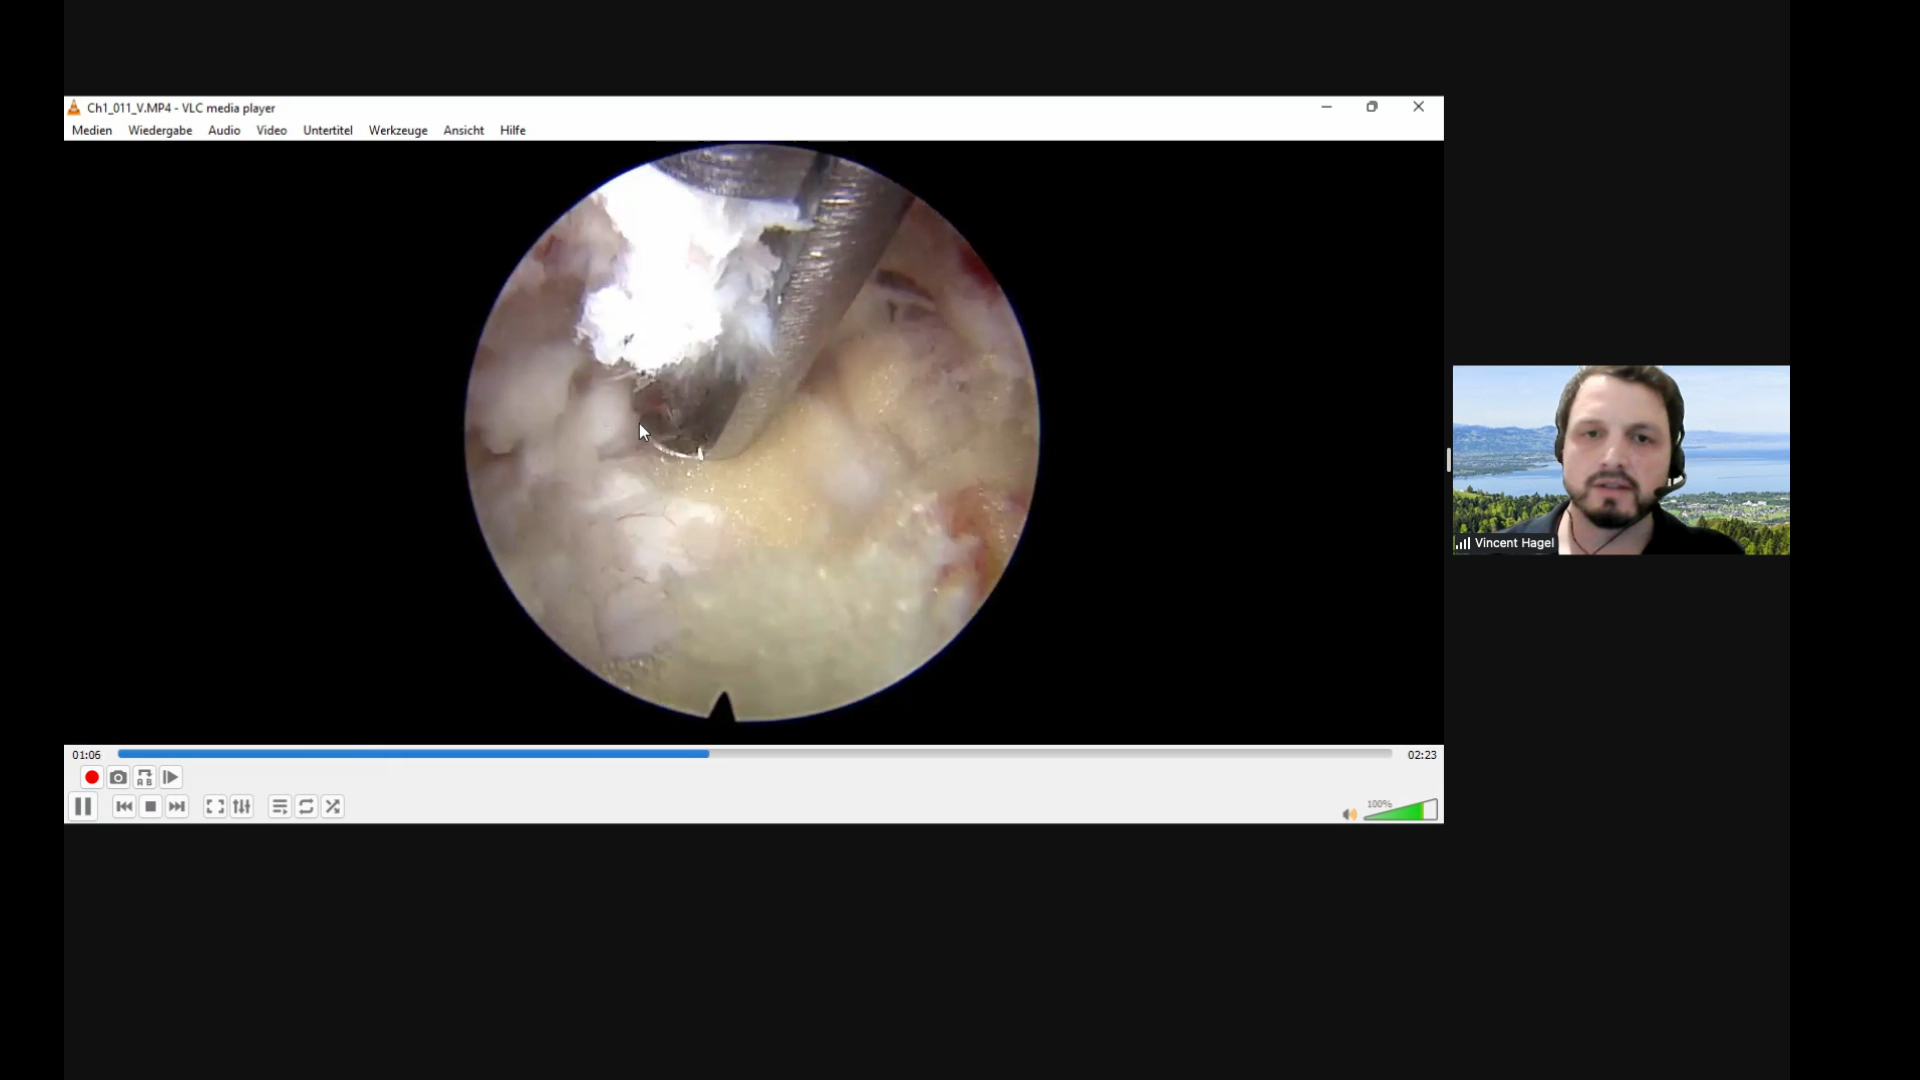 Ch1_011_V.MP4 - VLC media player
Medien Wiedergabe Audio Video Untertitel Werkzeuge Ansicht Hilfe
Vincent Hagel
01:06
02:23
A B
100%